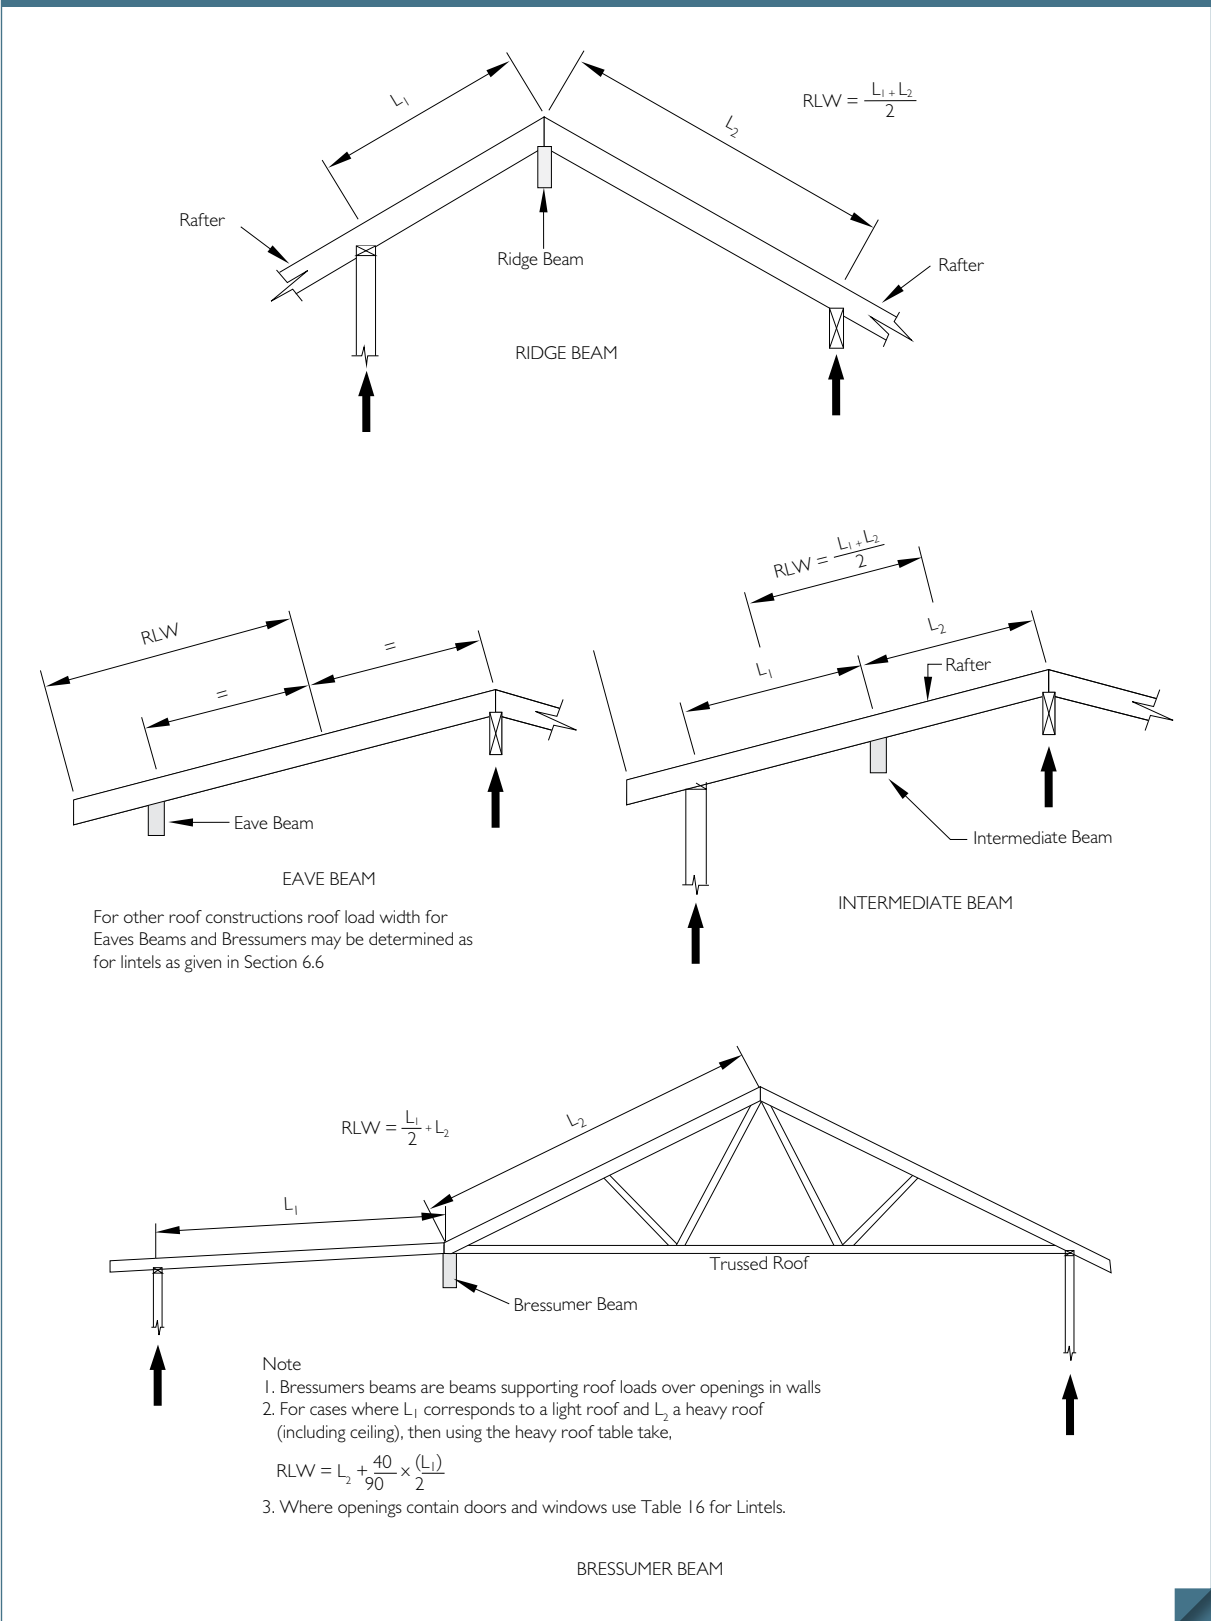 L₁
L₂
RLW = L₁ + L₂
2
Rafter
Ridge Beam
Rafter
RIDGE BEAM
RLW = L₁ + L₂
2
RLW
=
=
L₁
L₂
Rafter
Eave Beam
Intermediate Beam
EAVE BEAM
INTERMEDIATE BEAM
For other roof constructions roof load width for
Eaves Beams and Bressumers may be determined as
for lintels as given in Section 6.6
RLW = L₁/2 + L₂
L₂
L₁
Trussed Roof
Bressumer Beam
Note
1. Bressumers beams are beams supporting roof loads over openings in walls
2. For cases where L₁ corresponds to a light roof and L₂ a heavy roof
(including ceiling), then using the heavy roof table take,
RLW = L₂ + 40/90 x (L₁)/2
3. Where openings contain doors and windows use Table 16 for Lintels.
BRESSUMER BEAM